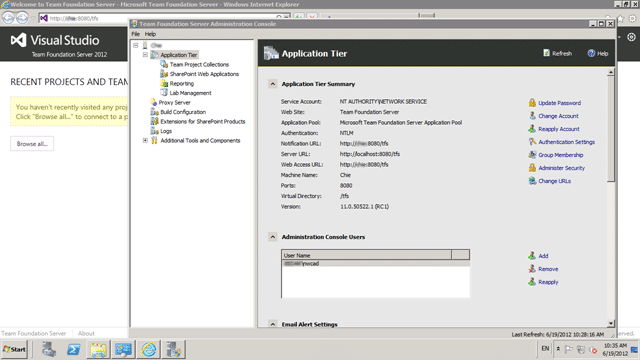 Welcome to Team Foundation Server - Microsoft Team Foundation Server - Windows Internet Explorer
http:// :8080/tfs
Visual Studio
Team Foundation Server 2012
RECENT PROJECTS AND TEAM
You haven't recently visited any proj
Click "Browse all..." to connect to a p
Browse all...
Team Foundation Server Administration Console
File Help
Application Tier
Team Project Collections
SharePoint Web Applications
Reporting
Lab Management
Proxy Server
Build Configuration
Extensions for SharePoint Products
Logs
Additional Tools and Components
Application Tier
Refresh
Help
Application Tier Summary
Service Account: NT AUTHORITY\NETWORK SERVICE
Web Site: Team Foundation Server
Application Pool: Microsoft Team Foundation Server Application Pool
Authentication: NTLM
Notification URL: http:// :8080/tfs
Server URL: http://localhost:8080/tfs
Web Access URL: http:// :8080/tfs
Machine Name: Chie
Ports: 8080
Virtual Directory: /tfs
Version: 11.0.50522.1 (RC1)
Update Password
Change Account
Reapply Account
Authentication Settings
Group Membership
Administer Security
Change URLs
Administration Console Users
User Name
\nwcad
Add
Remove
Reapply
Email Alert Settings
Last Refresh: 6/19/2012 10:28:16 AM
Team Foundation Server About
erved.
Start
EN
10:35 AM
6/19/2012